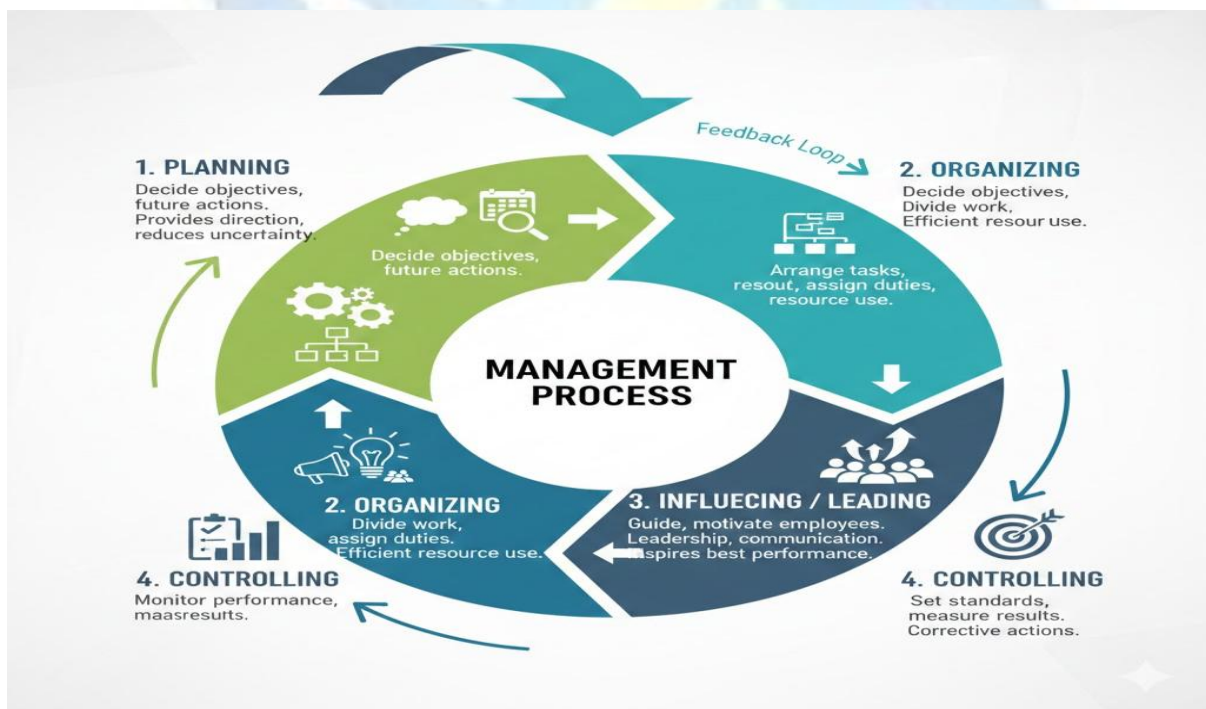 Feedback Loop
1. PLANNING
Decide objectives,
future actions.
Provides direction,
reduces uncertainty.
2. ORGANIZING
Decide objectives,
Divide work,
Efficient resour use.
Decide objectives,
future actions.
Arrange tasks,
resout, assign duties,
resource use.
MANAGEMENT
PROCESS
2. ORGANIZING
Divide work,
assign duties.
Efficient resource use.
3. INFLUECING / LEADING
Guide, motivate employees.
Leadership, communication.
Inspires best performance.
4. CONTROLLING
Monitor performance,
maasresults.
4. CONTROLLING
Set standards,
measure results.
Corrective actions.